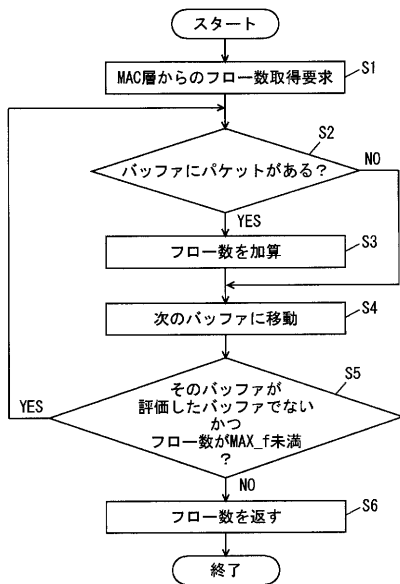 スタート
MAC層からのフロー数取得要求
S1
バッファにパケットがある？
S2
NO
YES
フロー数を加算
S3
次のバッファに移動
S4
そのバッファが
評価したバッファでない
かつ
フロー数がMAX_f未満
？
S5
YES
NO
フロー数を返す
S6
終了